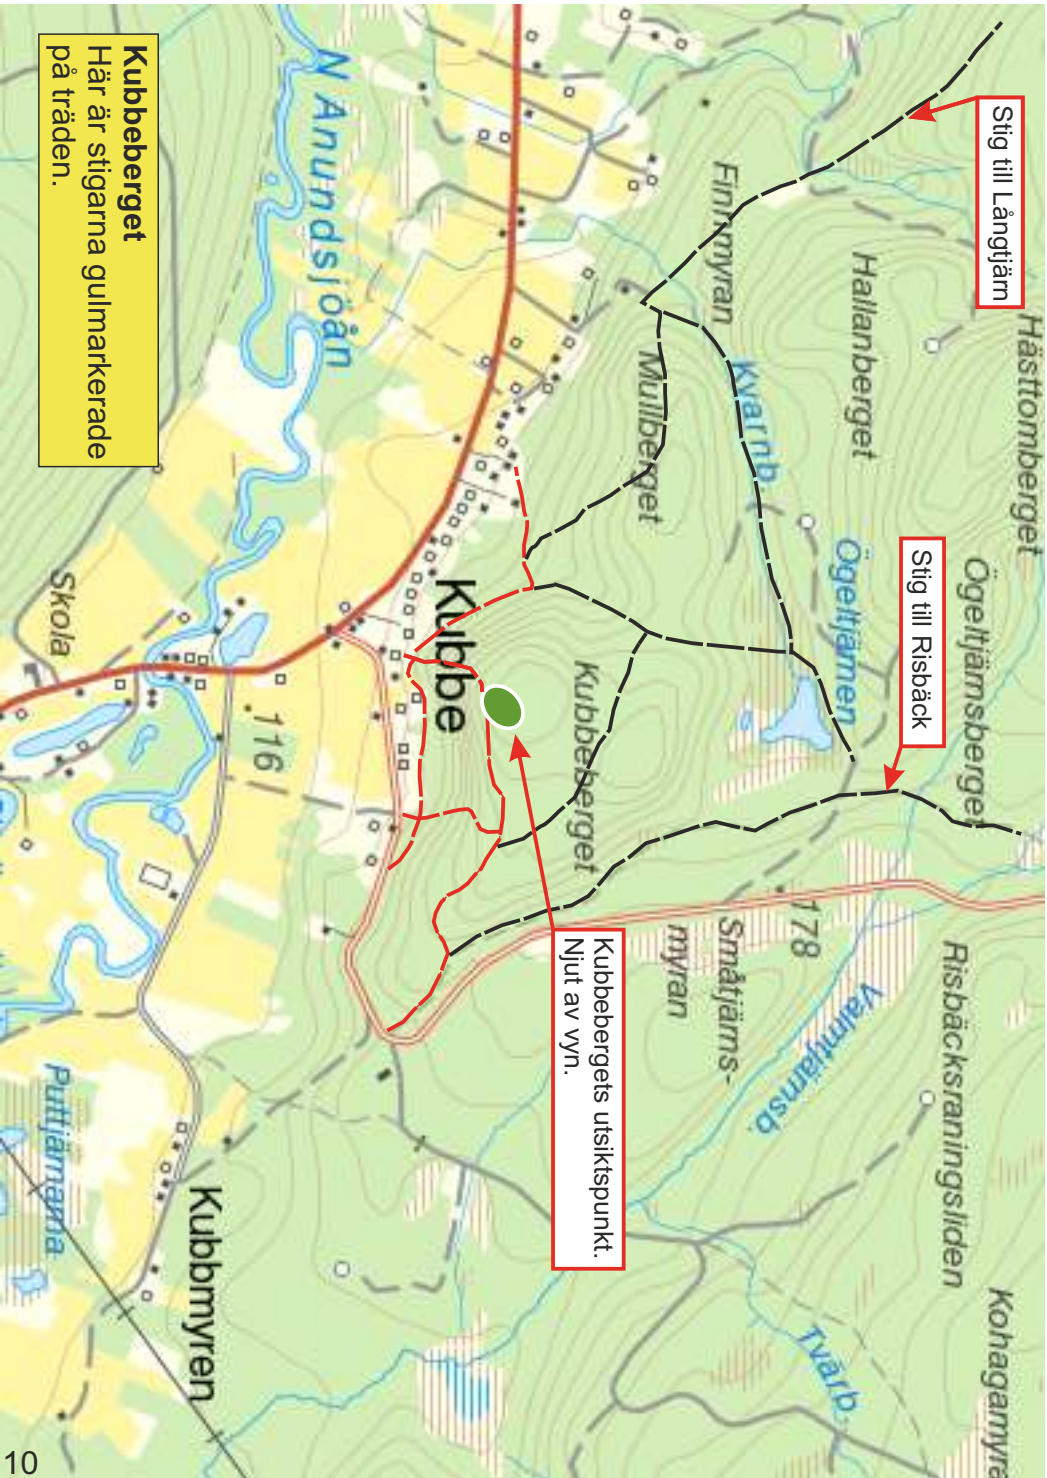 Kubbeberget
Här är stigarna gulmarkerade
på träden.
N Anundsjöån
Stig till Långtjärn
Hästtomberget
Hallanberget
Finnmyran
Kvarnb.
Mullberget
Ögeltjärnen
Stig till Risbäck
Ögeltjärnsberget
Kubbe
Kubbeberget
Skola
116
178
Småtjärns-
myran
Kubbebergets utsiktspunkt.
Njut av vyn.
Valmtjärnsb.
Risbäcksraningsliden
Puttjärnarna
Kubbmyren
Tvärb.
Kohagamyra
10